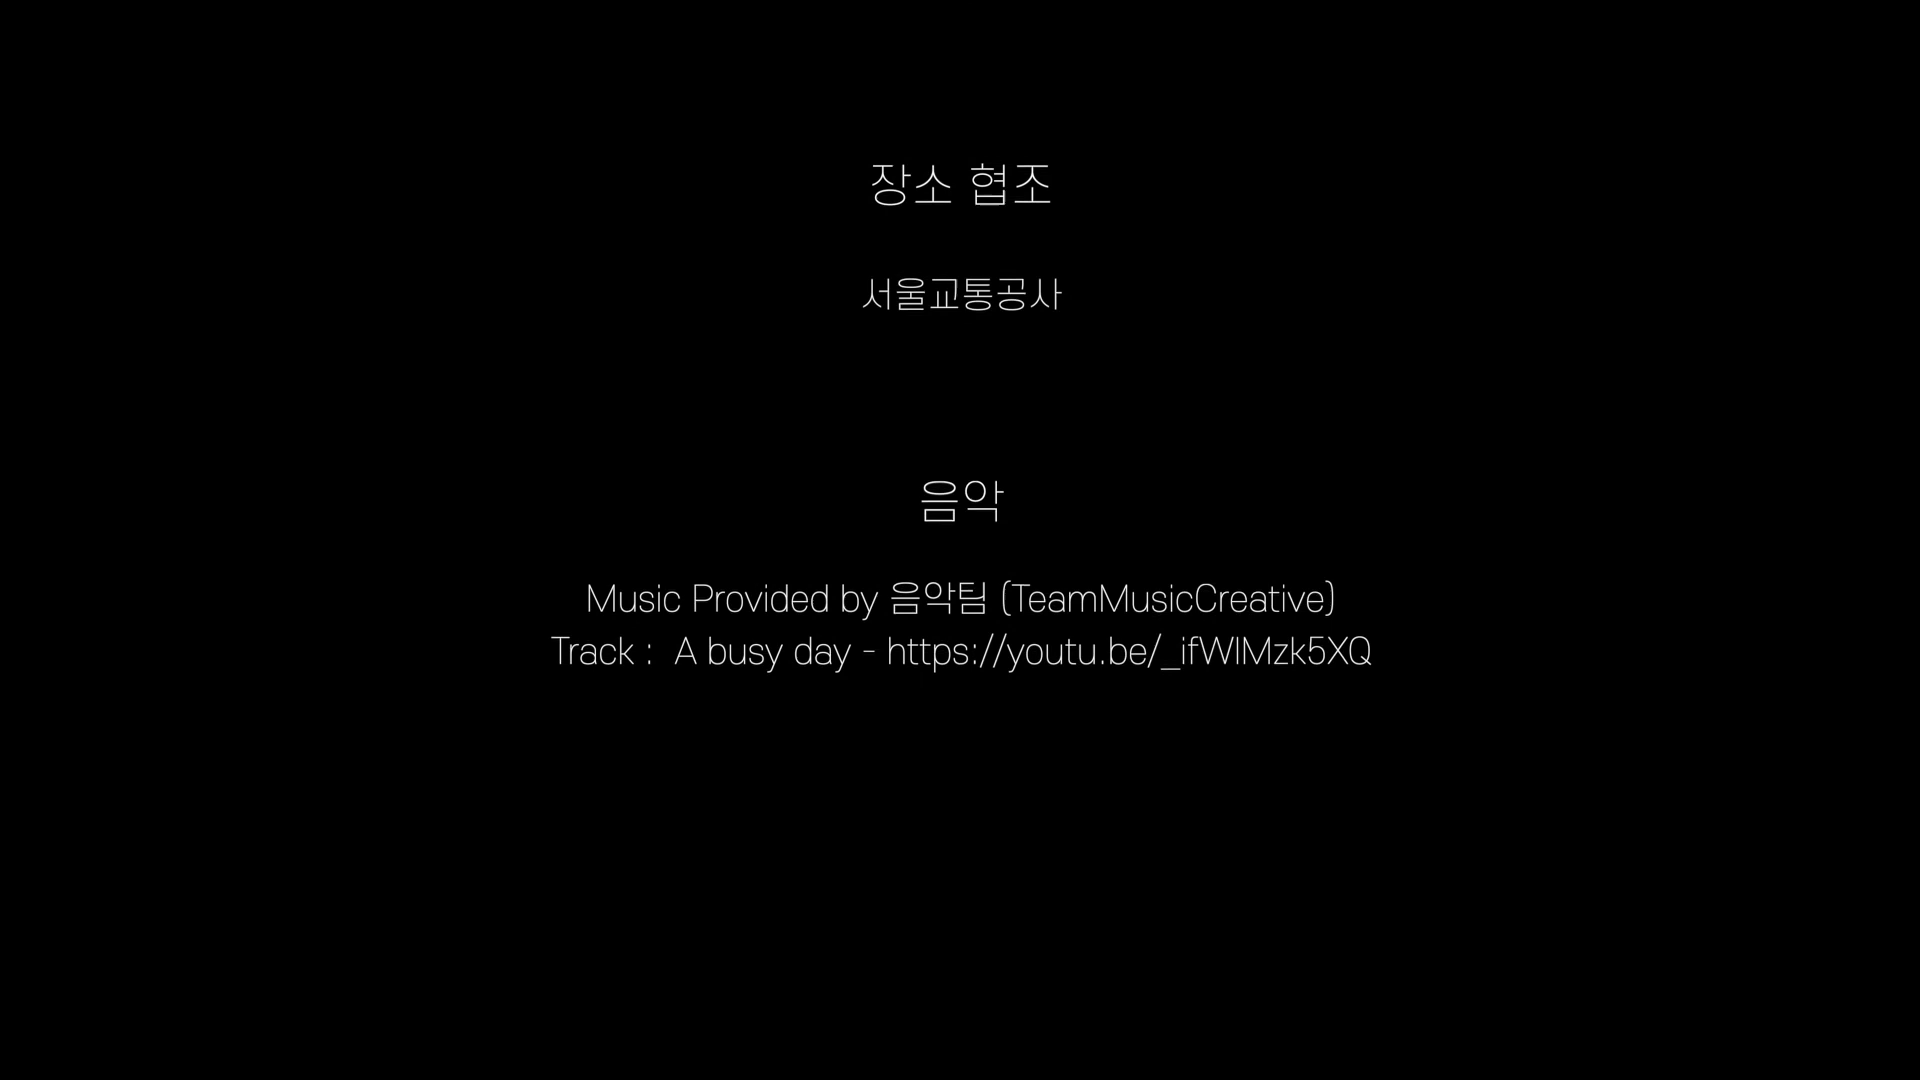 장소 협조
서울교통공사
음악
Music Provided by 음악팀 (TeamMusicCreative)
Track :  A busy day - https://youtu.be/_ifWIMzk5XQ